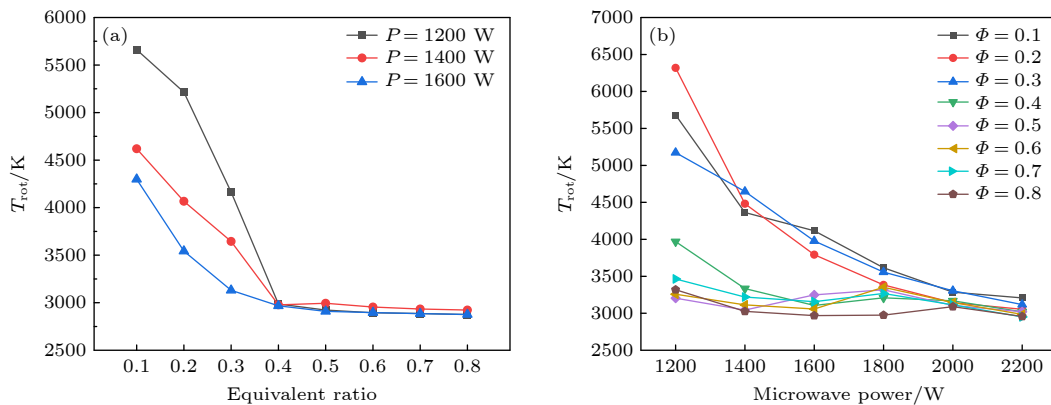 (a)
P = 1200 W
P = 1400 W
P = 1600 W
6000
5500
5000
4500
4000
3500
3000
2500
T_rot/K
0.1 0.2 0.3 0.4 0.5 0.6 0.7 0.8
Equivalent ratio
(b)
Φ = 0.1
Φ = 0.2
Φ = 0.3
Φ = 0.4
Φ = 0.5
Φ = 0.6
Φ = 0.7
Φ = 0.8
7000
6500
6000
5500
5000
4500
4000
3500
3000
2500
T_rot/K
1200 1400 1600 1800 2000 2200
Microwave power/W